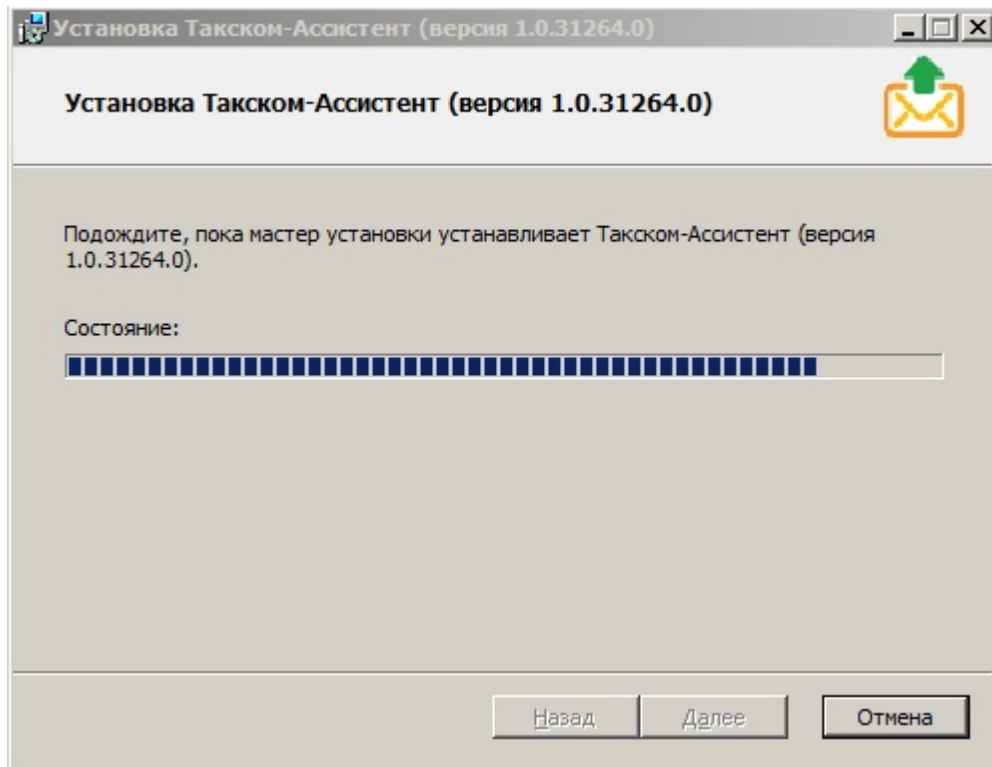 Установка Такском-Ассистент (версия 1.0.31264.0)
Установка Такском-Ассистент (версия 1.0.31264.0)
Подождите, пока мастер установки устанавливает Такском-Ассистент (версия
1.0.31264.0).
Состояние:
Назад Далее Отмена